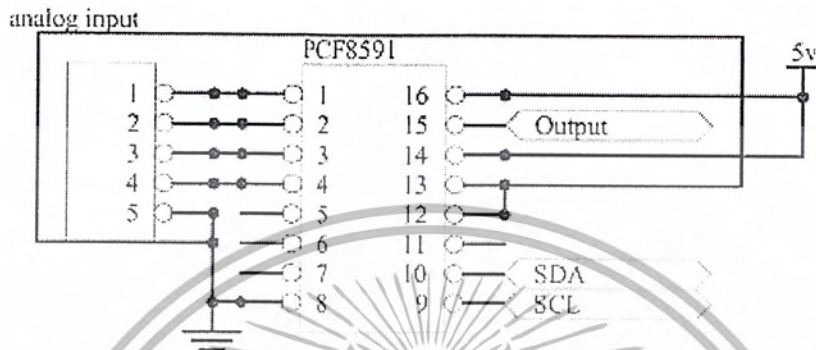 analog input
PCF8591
5v
1 1 16
2 2 15 Output
3 3 14
4 4 13
5 5 12
6 11
7 10 SDA
8 9 SCL